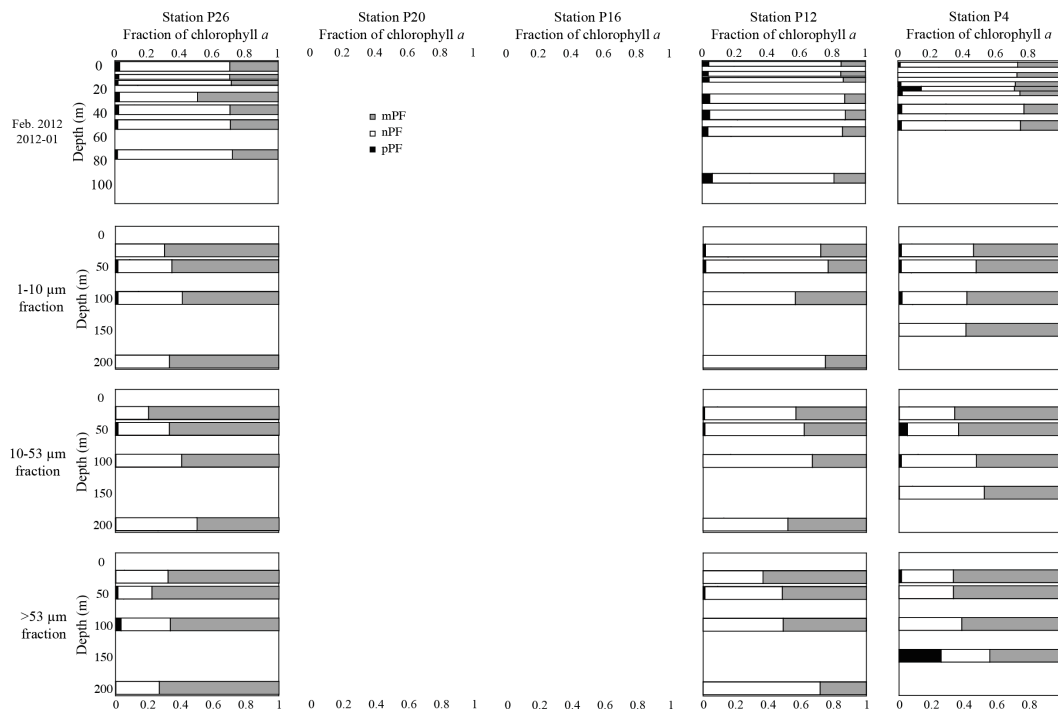 Station P26 Station P20 Station P16 Station P12 Station P4
Fraction of chlorophyll a Fraction of chlorophyll a Fraction of chlorophyll a Fraction of chlorophyll a Fraction of chlorophyll a
0 0.2 0.4 0.6 0.8 1 0 0.2 0.4 0.6 0.8 1 0 0.2 0.4 0.6 0.8 1 0 0.2 0.4 0.6 0.8 1 0 0.2 0.4 0.6 0.8
Feb. 2012
2012-01
Depth (m)
0
20
40
60
80
100
mPF
nPF
pPF
1-10 µm
fraction
Depth (m)
0
50
100
150
200
10-53 µm
fraction
Depth (m)
0
50
100
150
200
>53 µm
fraction
Depth (m)
0
50
100
150
200
0 0.2 0.4 0.6 0.8 1 0 0.2 0.4 0.6 0.8 1 0 0.2 0.4 0.6 0.8 1 0 0.2 0.4 0.6 0.8 1 0 0.2 0.4 0.6 0.8